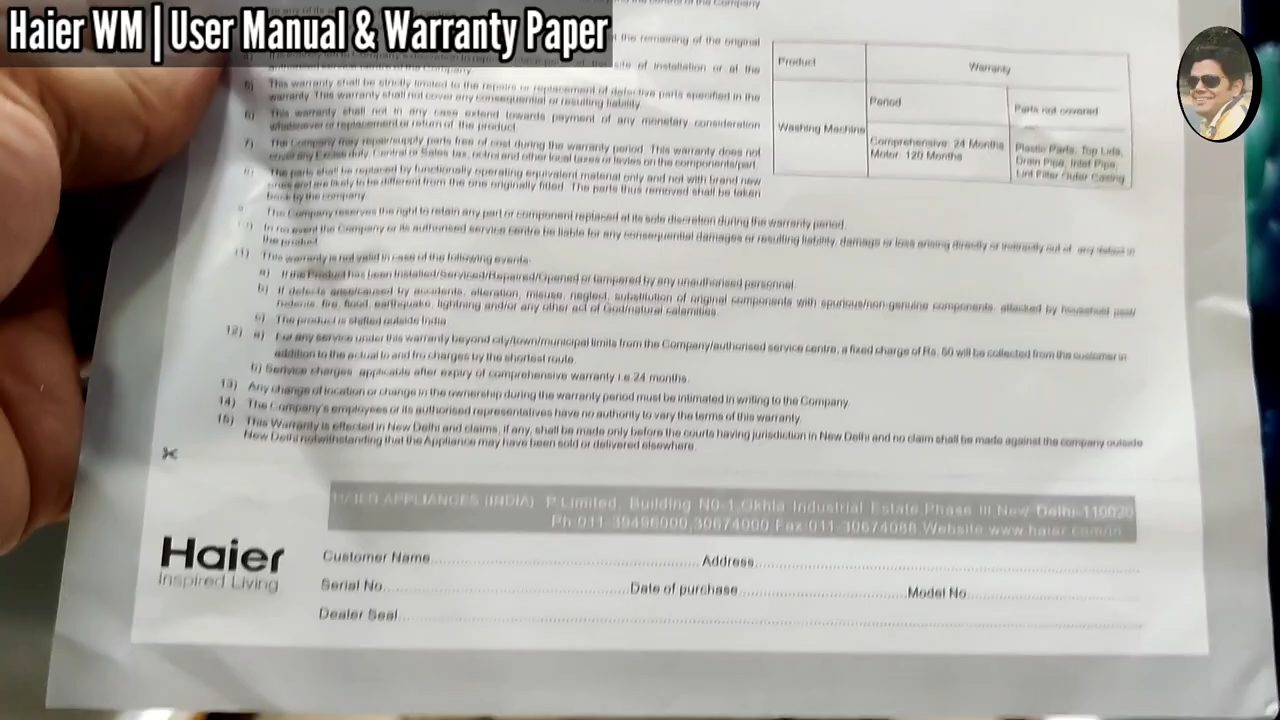 Haier WM | User Manual & Warranty Paper
the remaining of the original
site of installation or at the
authorised service centre of the Company.
5) This warranty shall be strictly limited to the repairs or replacement of defective parts specified in the
warranty. This warranty shall not cover any consequential or resulting liability.
6) This warranty shall not in any case extend towards payment of any monetary consideration
whatsoever or replacement or return of the product.
7) The Company may repair/supply parts free of cost during the warranty period. This warranty does not
cover any Excise duty, Central or Sales tax, octroi and other local taxes or levies on the components/part.
The parts shall be replaced by functionally operating equivalent material only and not with brand new
ones and are likely to be different from the one originally fitted. The parts thus removed shall be taken
back by the company.
Product
Warranty
Period
Parts not covered
Washing Machine
Comprehensive: 24 Months
Motor: 120 Months
Plastic Parts, Top Lids,
Drain Pipe, Inlet Pipe,
Lint Filter Outer Casing
The Company reserves the right to retain any part or component replaced at its sole discretion during the warranty period.
In no event the Company or its authorised service centre be liable for any consequential damages or resulting liability, damage or loss arising directly or indirectly out of any defect in
the product.
11) This warranty is not valid in case of the following events:
a) If the Product has been Installed/Serviced/Repaired/Opened or tampered by any unauthorised personnel.
b) If defects arise/caused by accidents, alteration, misuse, neglect, substitution of original components with spurious/non-genuine components, attacked by household pests/
rodents, fire, flood, earthquake, lightning and/or any other act of God/natural calamities.
c) The product is shifted outside India
12) a) For any service under this warranty beyond city/town/municipal limits from the Company/authorised service centre, a fixed charge of Rs. 50 will be collected from the customer in
addition to the actual to and fro charges by the shortest route.
b) Service charges applicable after expiry of comprehensive warranty i.e 24 months.
13) Any change of location or change in the ownership during the warranty period must be intimated in writing to the Company.
14) The Company's employees or its authorised representatives have no authority to vary the terms of this warranty.
15) This Warranty is effected in New Delhi and claims, if any, shall be made only before the courts having jurisdiction in New Delhi and no claim shall be made against the company outside
New Delhi notwithstanding that the Appliance may have been sold or delivered elsewhere.
HAIER APPLIANCES (INDIA) P.Limited, Building NO-1,Okhla Industrial Estate Phase III New Delhi-110020
Ph 011-39496000,30674000 Fax 011-30674088 Website www haier com/in
Haier
Inspired Living
Customer Name Address
Serial No Date of purchase Model No
Dealer Seal